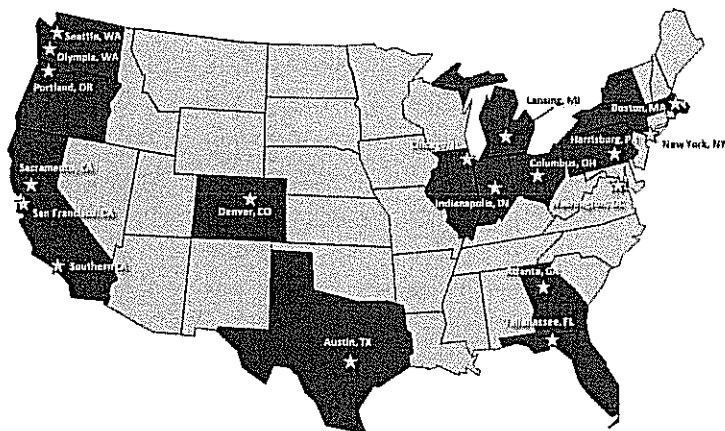 Seattle, WA
Olympia, WA
Portland, OR
Sacramento, CA
San Francisco, CA
Southern CA
Denver, CO
Austin, TX
Lansing, MI
Columbus, OH
Indianapolis, IN
Boston, MA
New York, NY
Atlanta, GA
Tallahassee, FL